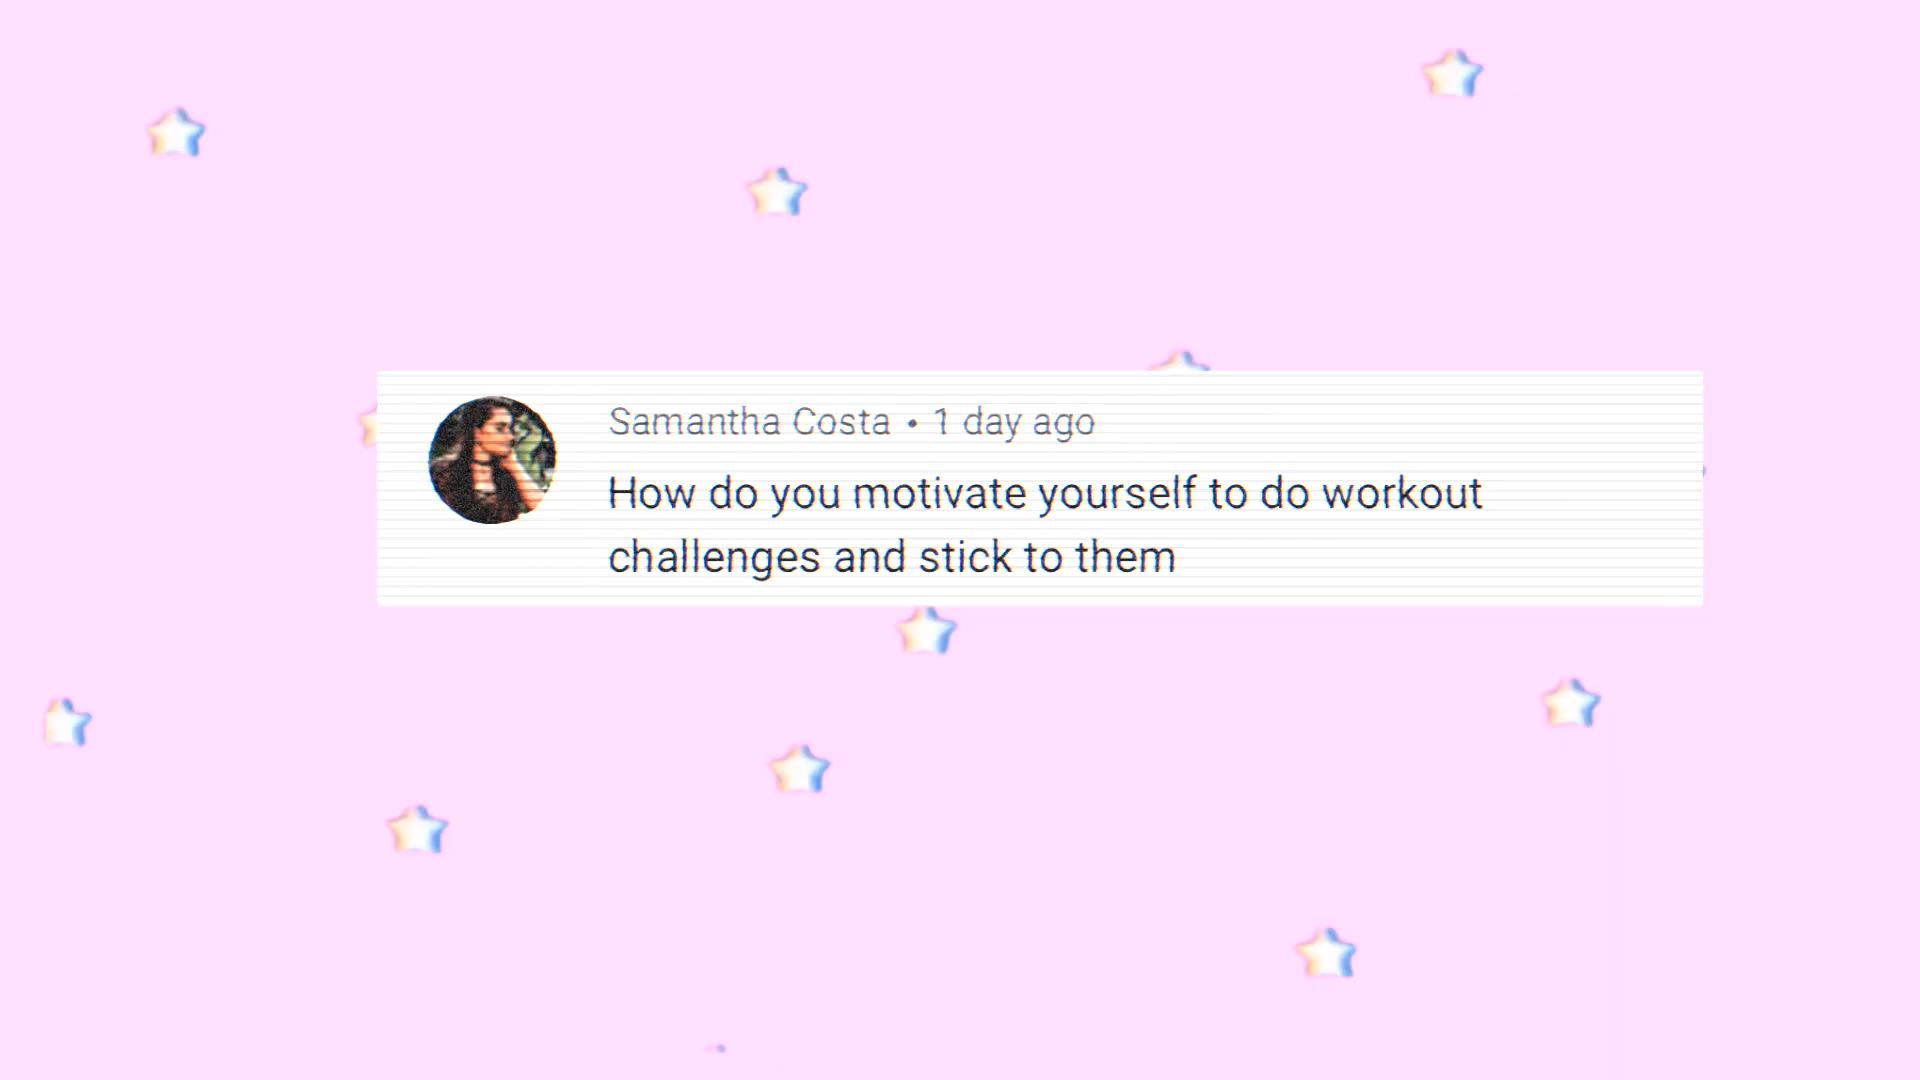 Samantha Costa • 1 day ago
How do you motivate yourself to do workout
challenges and stick to them